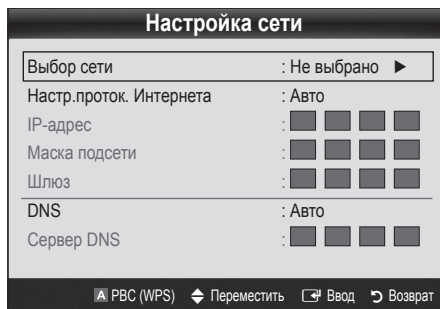 Настройка сети
Выбор сети : Не выбрано ▶
Настр.проток. Интернета : Авто
IP-адрес :
Маска подсети :
Шлюз :
DNS : Авто
Сервер DNS :
A PBC (WPS) Переместить Ввод Возврат